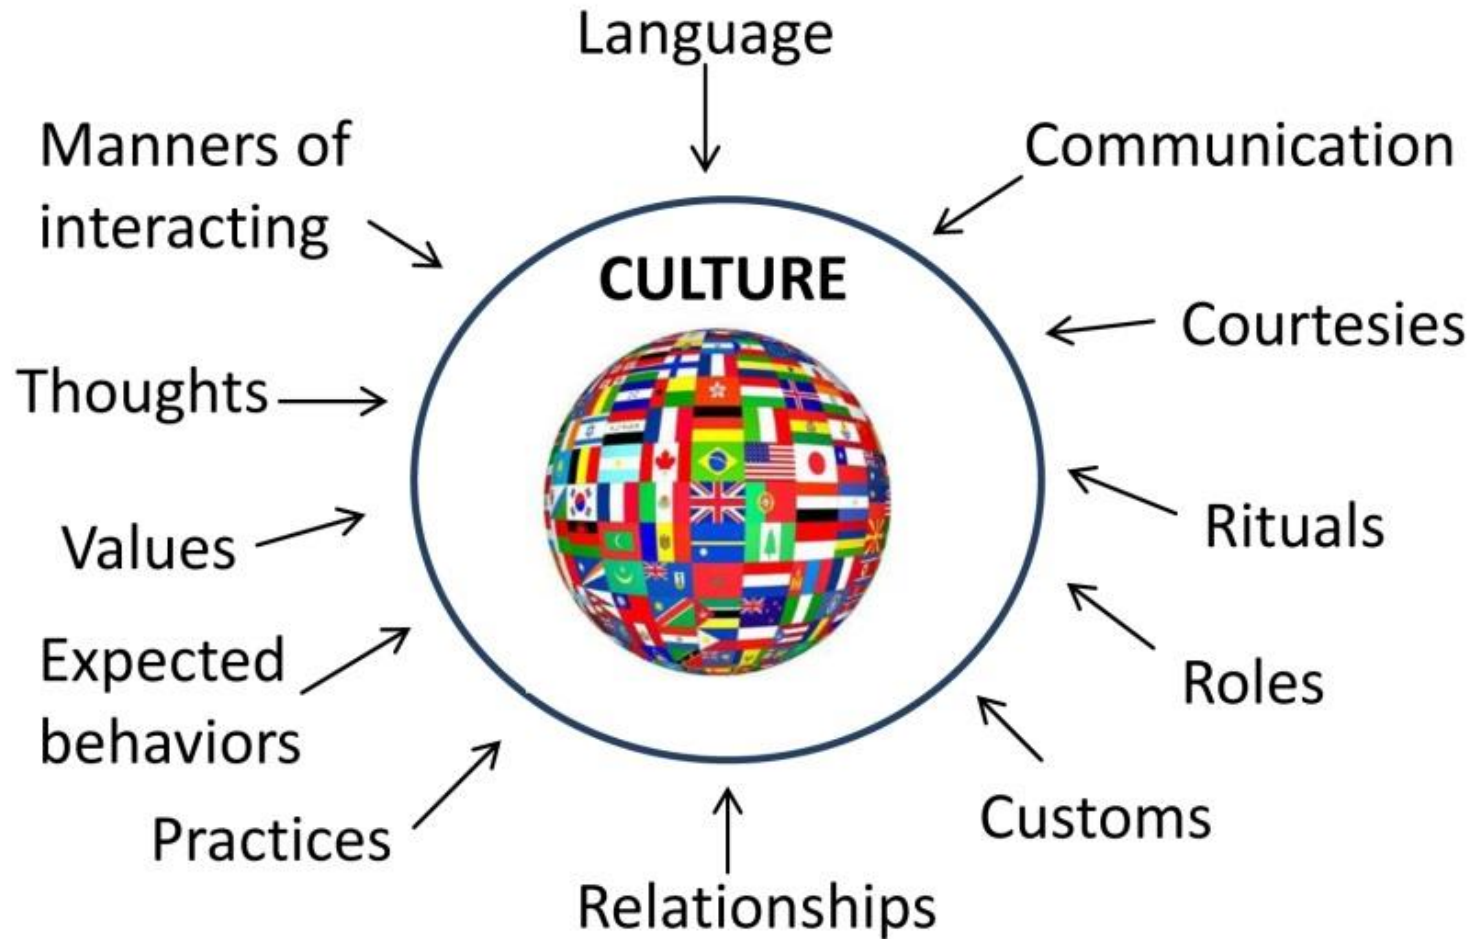 Language
Manners of
interacting
Communication
CULTURE
Courtesies
Thoughts
Values
Rituals
Expected
behaviors
Roles
Practices
Customs
Relationships